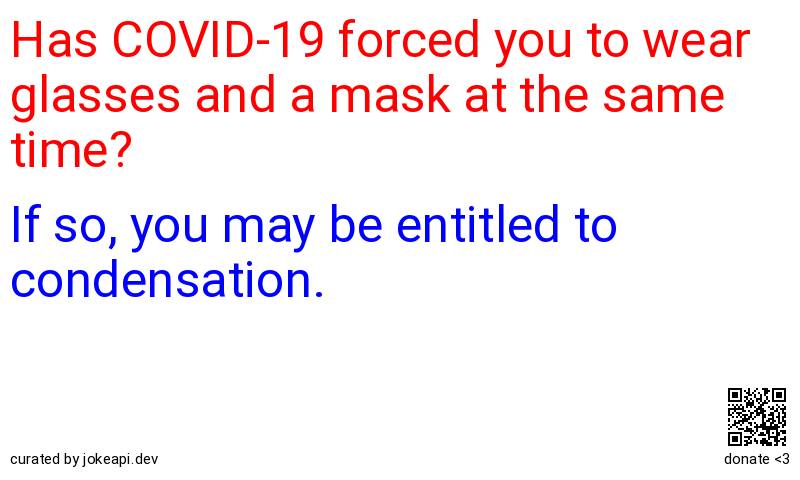 Has COVID-19 forced you to wear
glasses and a mask at the same
time?
If so, you may be entitled to
condensation.
curated by jokeapi.dev
donate <3